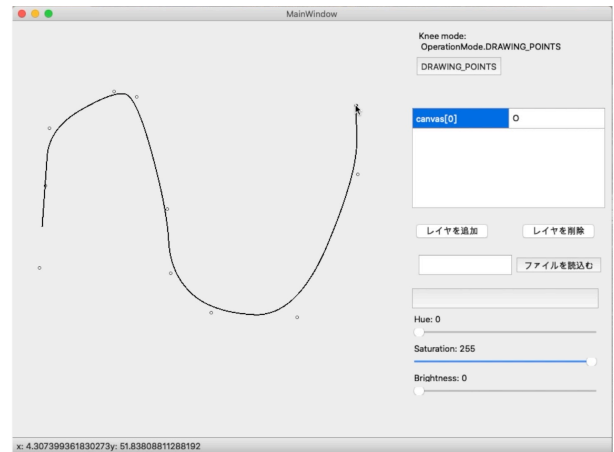 MainWindow
Knee mode:
OperationMode.DRAWING_POINTS
DRAWING_POINTS
canvas[0] O
レイヤを追加 レイヤを削除
ファイルを読込む
Hue: 0
Saturation: 255
Brightness: 0
x: 4.307399361830273y: 51.83808811288192